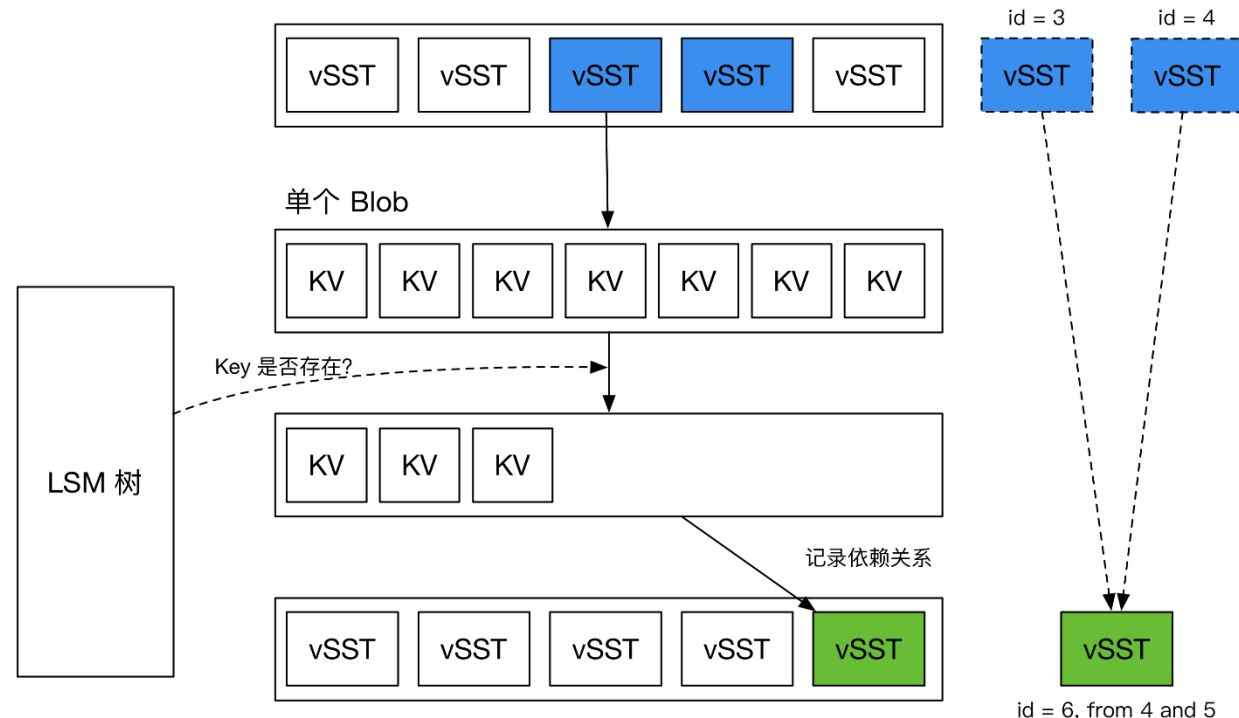 id = 3
id = 4
vSST vSST vSST vSST vSST
vSST
vSST
单个 Blob
KV KV KV KV KV KV KV
Key 是否存在?
LSM 树
KV KV KV
记录依赖关系
vSST vSST vSST vSST vSST
vSST
id = 6, from 4 and 5